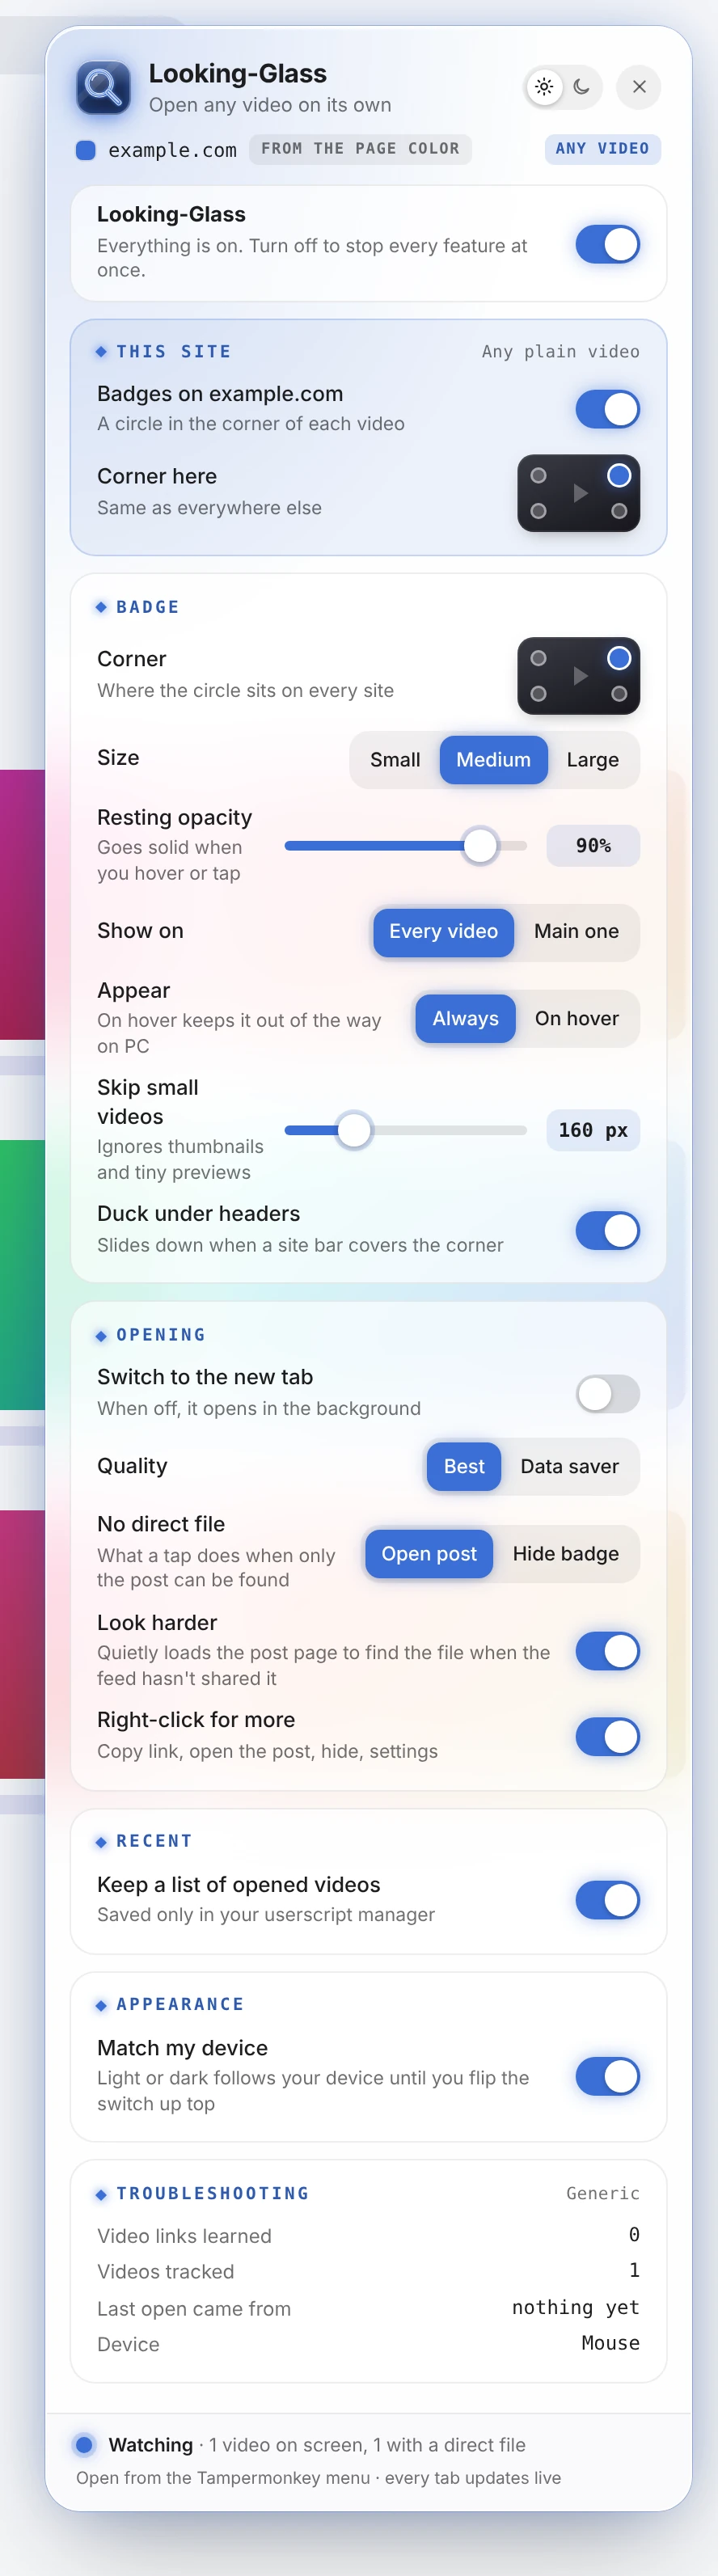 Looking-Glass
Open any video on its own
example.com FROM THE PAGE COLOR ANY VIDEO
Looking-Glass
Everything is on. Turn off to stop every feature at
once.
THIS SITE Any plain video
Badges on example.com
A circle in the corner of each video
Corner here
Same as everywhere else
BADGE
Corner
Where the circle sits on every site
Size Small Medium Large
Resting opacity
Goes solid when
you hover or tap
90%
Show on Every video Main one
Appear
On hover keeps it out of the way
on PC
Always On hover
Skip small
videos
Ignores thumbnails
and tiny previews
160 px
Duck under headers
Slides down when a site bar covers the corner
OPENING
Switch to the new tab
When off, it opens in the background
Quality Best Data saver
No direct file
What a tap does when only
the post can be found
Open post Hide badge
Look harder
Quietly loads the post page to find the file when the
feed hasn't shared it
Right-click for more
Copy link, open the post, hide, settings
RECENT
Keep a list of opened videos
Saved only in your userscript manager
APPEARANCE
Match my device
Light or dark follows your device until you flip the
switch up top
TROUBLESHOOTING Generic
Video links learned 0
Videos tracked 1
Last open came from nothing yet
Device Mouse
Watching · 1 video on screen, 1 with a direct file
Open from the Tampermonkey menu · every tab updates live